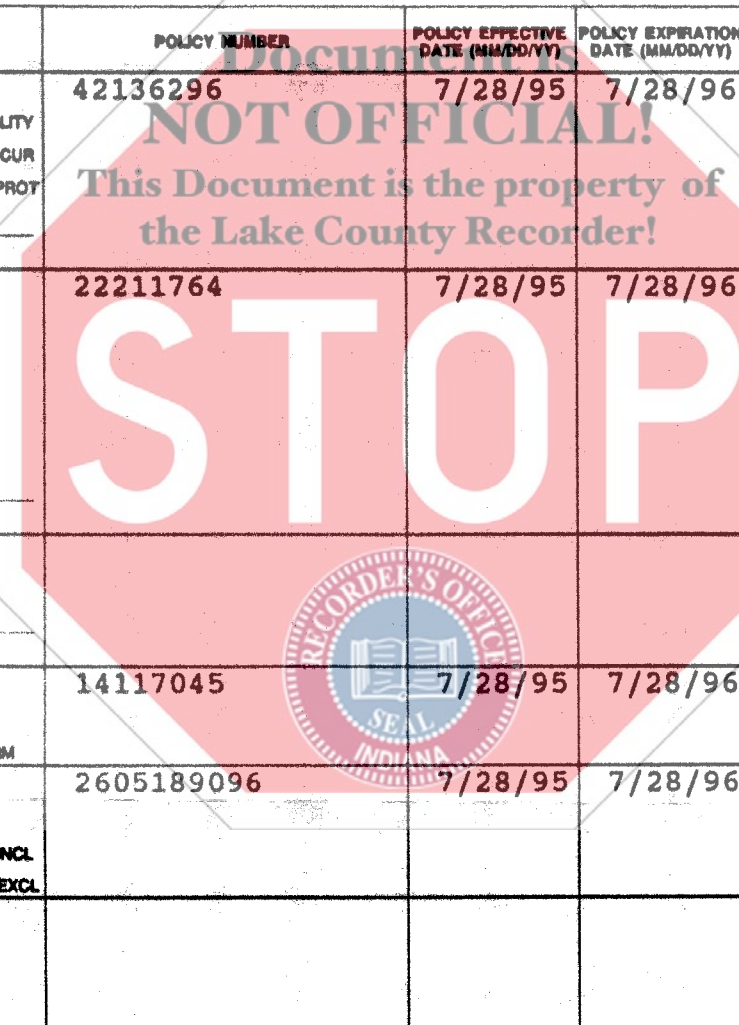 POLICY NUMBER
POLICY EFFECTIVE DATE (MM/DD/YY)
POLICY EXPIRATION DATE (MM/DD/YY)
Document is
42136296 7/28/95 7/28/96
LITY
NOT OFFICIAL!
CUR
PROT
This Document is the property of
the Lake County Recorder!
22211764 7/28/95 7/28/96
STOP
RECORDER'S OFFICE
14117045 7/28/95 7/28/96
SEAL
INDIANA
RM
2605189096 7/28/95 7/28/96
INCL
EXCL